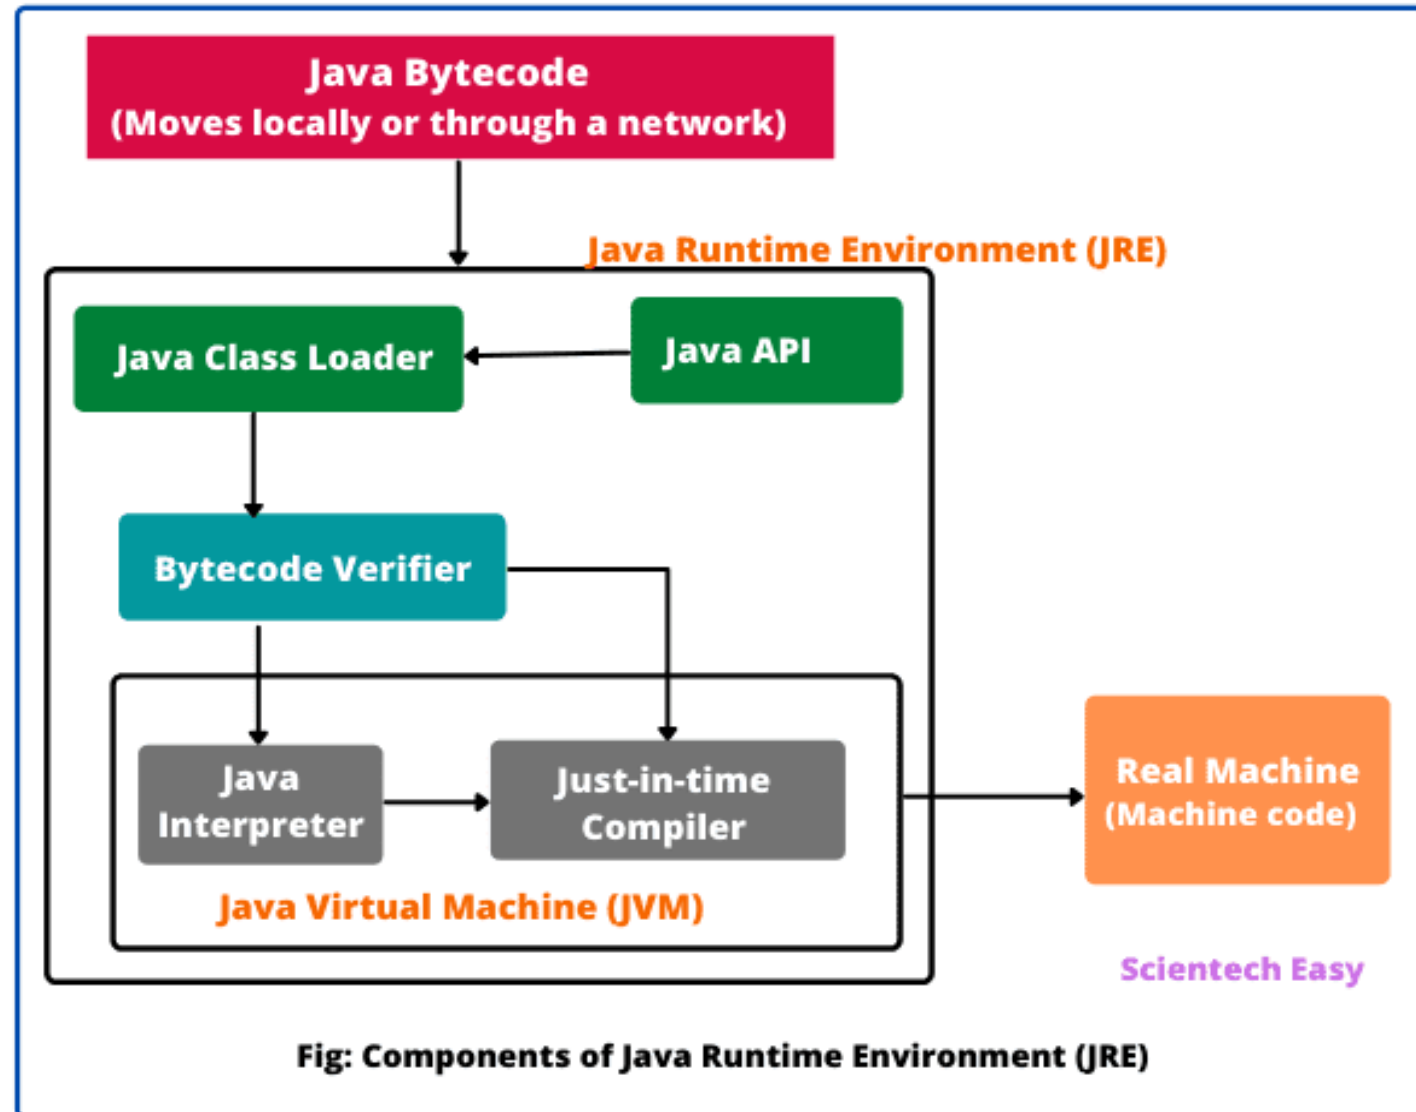 Java Bytecode
(Moves locally or through a network)
Java Runtime Environment (JRE)
Java Class Loader
Java API
Bytecode Verifier
Java
Interpreter
Just-in-time
Compiler
Java Virtual Machine (JVM)
Real Machine
(Machine code)
Scientech Easy
Fig: Components of Java Runtime Environment (JRE)